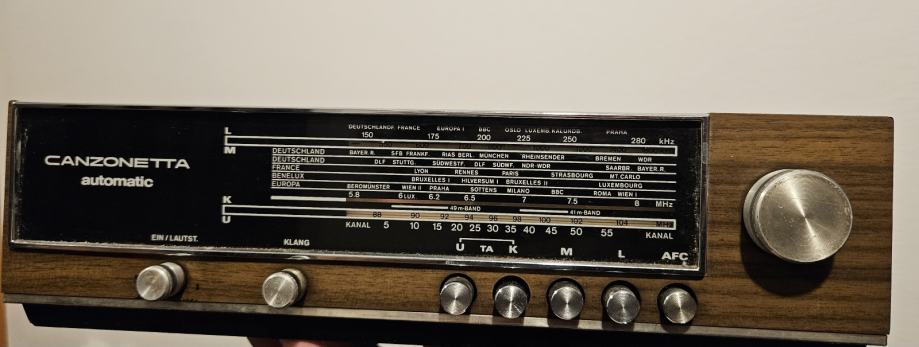 L
DEUTSCHLANDF. FRANCE EUROPA I BBC OSLO LUXEMB. KALUNDB. PRAHA
150 175 200 225 250 280 kHz
M
DEUTSCHLAND BAYER.R. SFB FRANKF. RIAS BERL. MÜNCHEN RHEINSENDER BREMEN WDR
DEUTSCHLAND DLF STUTTG. SÜDWESTF. DLF SÜDWF. NDR-WDR SAARBR. BAYER.R.
FRANCE LYON RENNES PARIS STRASBOURG MT.CARLO
BENELUX BRUXELLES I HILVERSUM I BRUXELLES II LUXEMBOURG
EUROPA BEROMÜNSTER WIEN II PRAHA SOTTENS MILANO BBC ROMA WIEN I
5.8 6 LUX 6.2 6.5 7 7.5 8 MHz
K
49m-BAND 41m-BAND
U
88 90 92 94 96 98 100 102 104 MHz
KANAL 5 10 15 20 25 30 35 40 45 50 55 KANAL
CANZONETTA
automatic
EIN/LAUTST. KLANG U TA K M L AFC